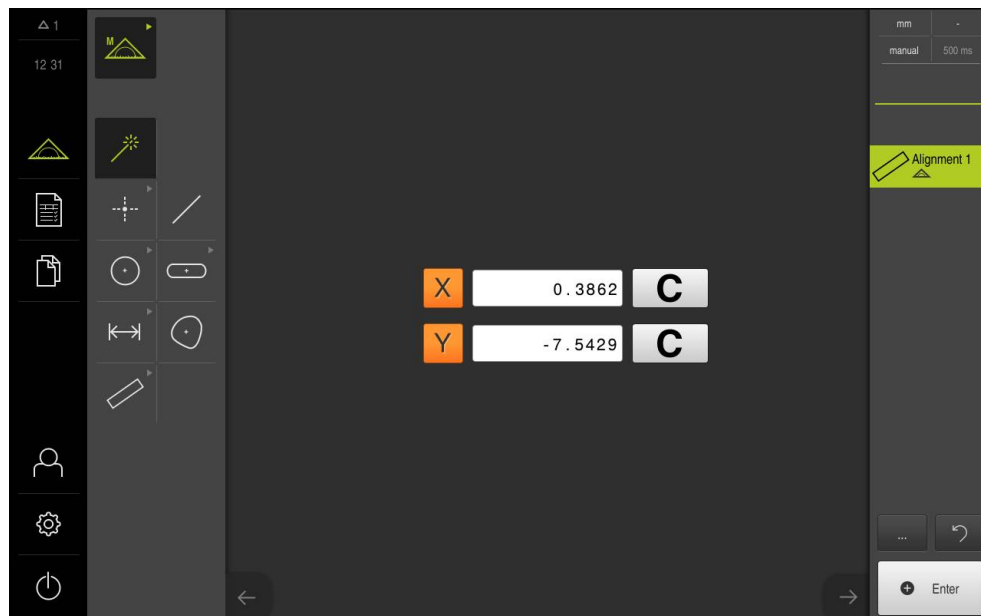 1
12 31
M
mm -
manual 500 ms
Alignment 1
X 0.3862 C
Y -7.5429 C
...
Enter